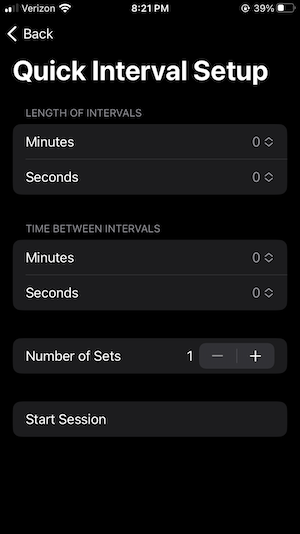 Verizon 8:21 PM 39%
Back
Quick Interval Setup
LENGTH OF INTERVALS
Minutes 0
Seconds 0
TIME BETWEEN INTERVALS
Minutes 0
Seconds 0
Number of Sets 1 − +
Start Session